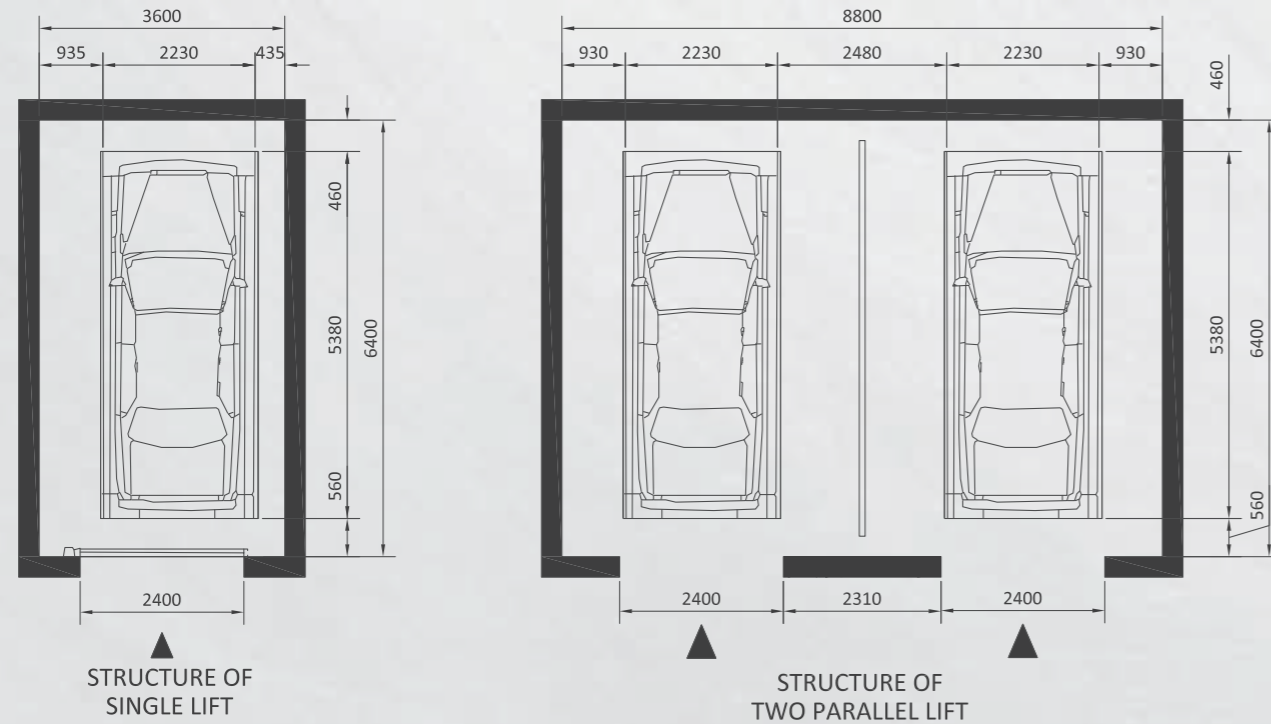 3600
935 2230 435
460
5380
6400
560
2400
STRUCTURE OF
SINGLE LIFT
8800
930 2230 2480 2230 930
460
5380
6400
560
2400 2310 2400
STRUCTURE OF
TWO PARALLEL LIFT